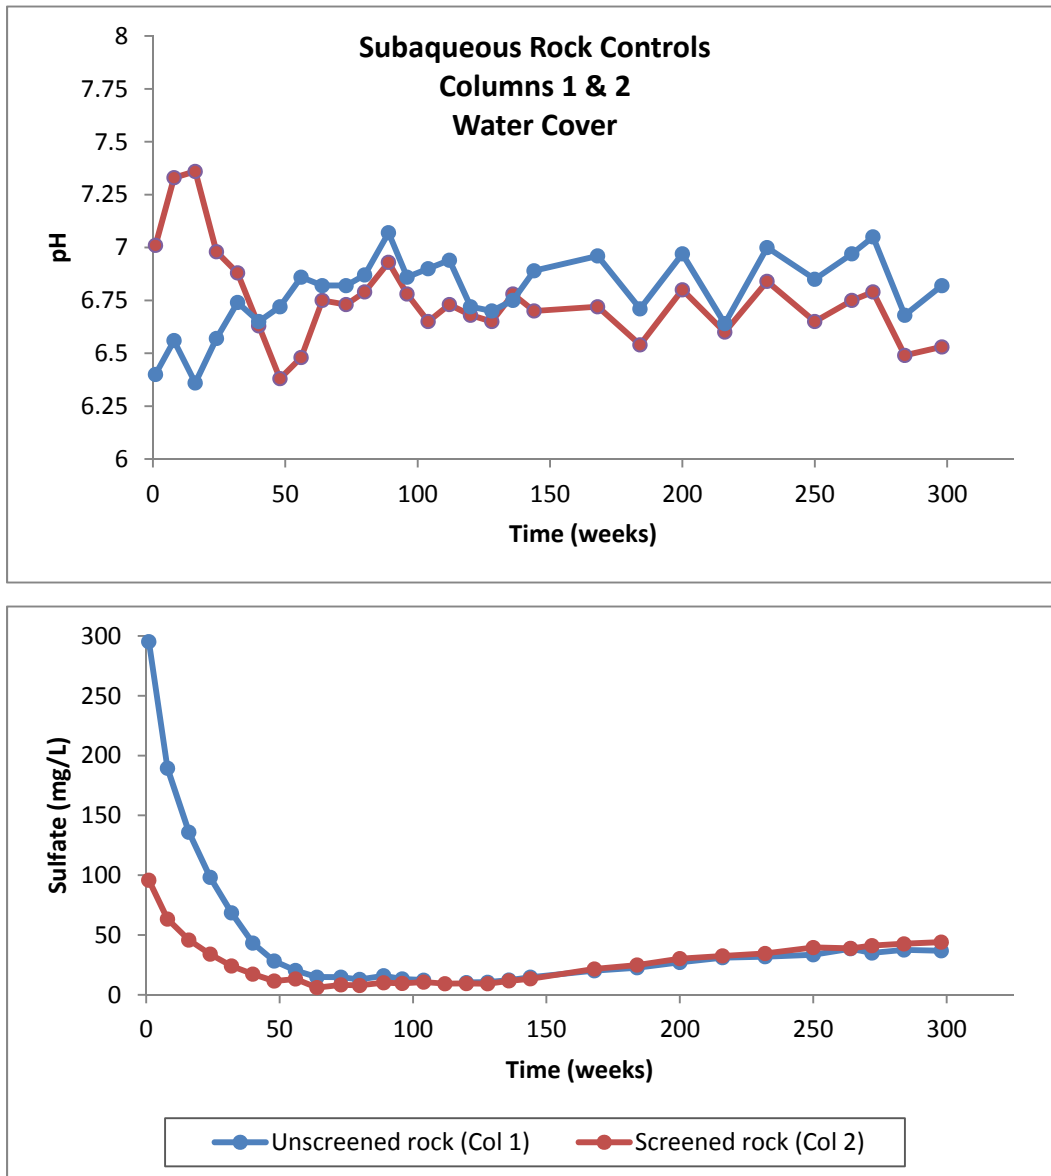 Subaqueous Rock Controls
Columns 1 & 2
Water Cover
8
7.75
7.5
7.25
7
6.75
6.5
6.25
6
pH
0 50 100 150 200 250 300
Time (weeks)
300
250
200
150
100
50
0
Sulfate (mg/L)
0 50 100 150 200 250 300
Time (weeks)
Unscreened rock (Col 1) Screened rock (Col 2)